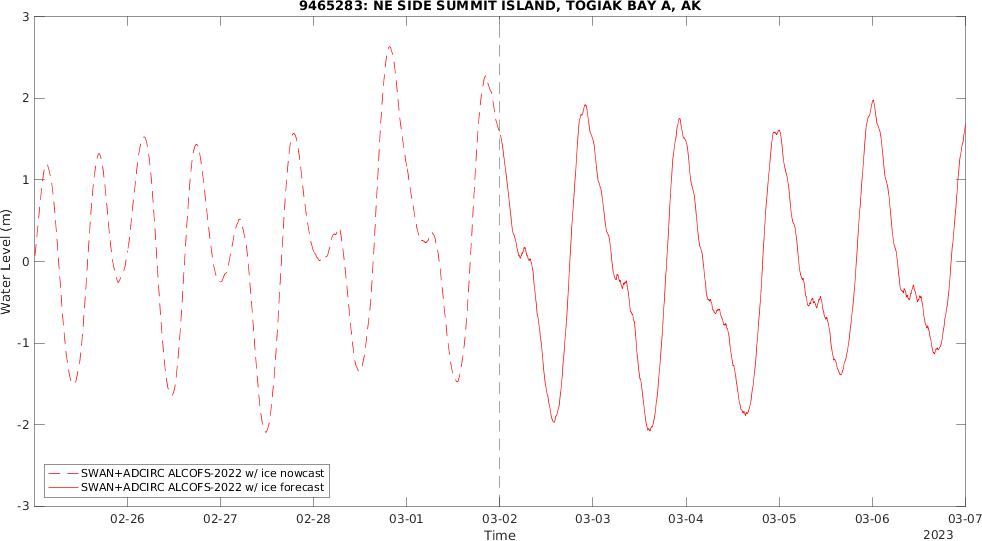 9465283: NE SIDE SUMMIT ISLAND, TOGIAK BAY A, AK
Water Level (m)
3
2
1
0
-1
-2
-3
SWAN+ADCIRC ALCOFS-2022 w/ ice nowcast
SWAN+ADCIRC ALCOFS-2022 w/ ice forecast
02-26 02-27 02-28 03-01 03-02 03-03 03-04 03-05 03-06 03-07
Time
2023